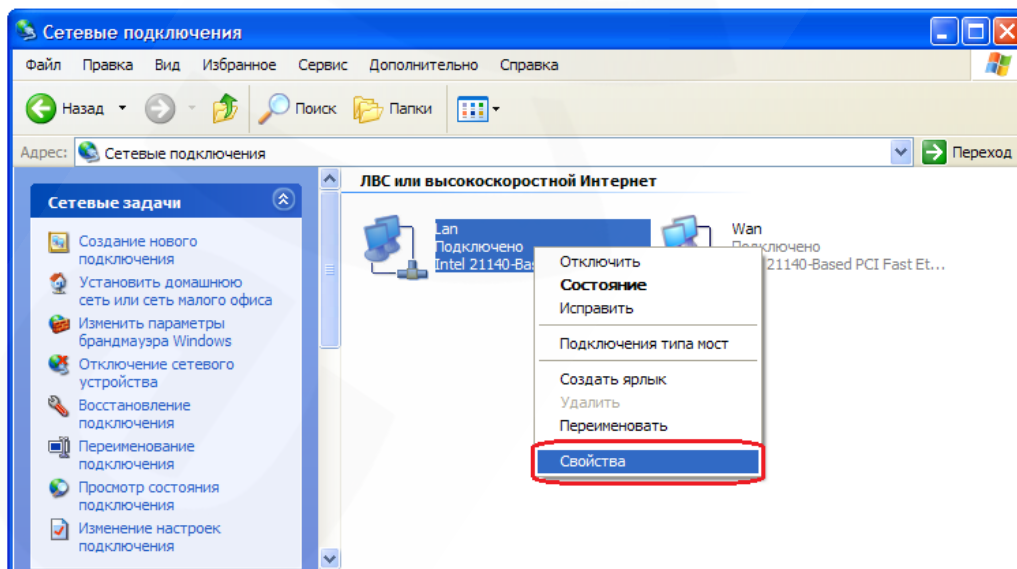 Сетевые подключения
Файл Правка Вид Избранное Сервис Дополнительно Справка
Назад Поиск Папки
Адрес: Сетевые подключения Переход
Сетевые задачи
Создание нового
подключения
Установить домашнюю
сеть или сеть малого офиса
Изменить параметры
брандмауэра Windows
Отключение сетевого
устройства
Восстановление
подключения
Переименование
подключения
Просмотр состояния
подключения
Изменение настроек
подключения
ЛВС или высокоскоростной Интернет
Lan
Подключено
Intel 21140-Bas
Wan
Подключено
21140-Based PCI Fast Et...
Отключить
Состояние
Исправить
Подключения типа мост
Создать ярлык
Удалить
Переименовать
Свойства